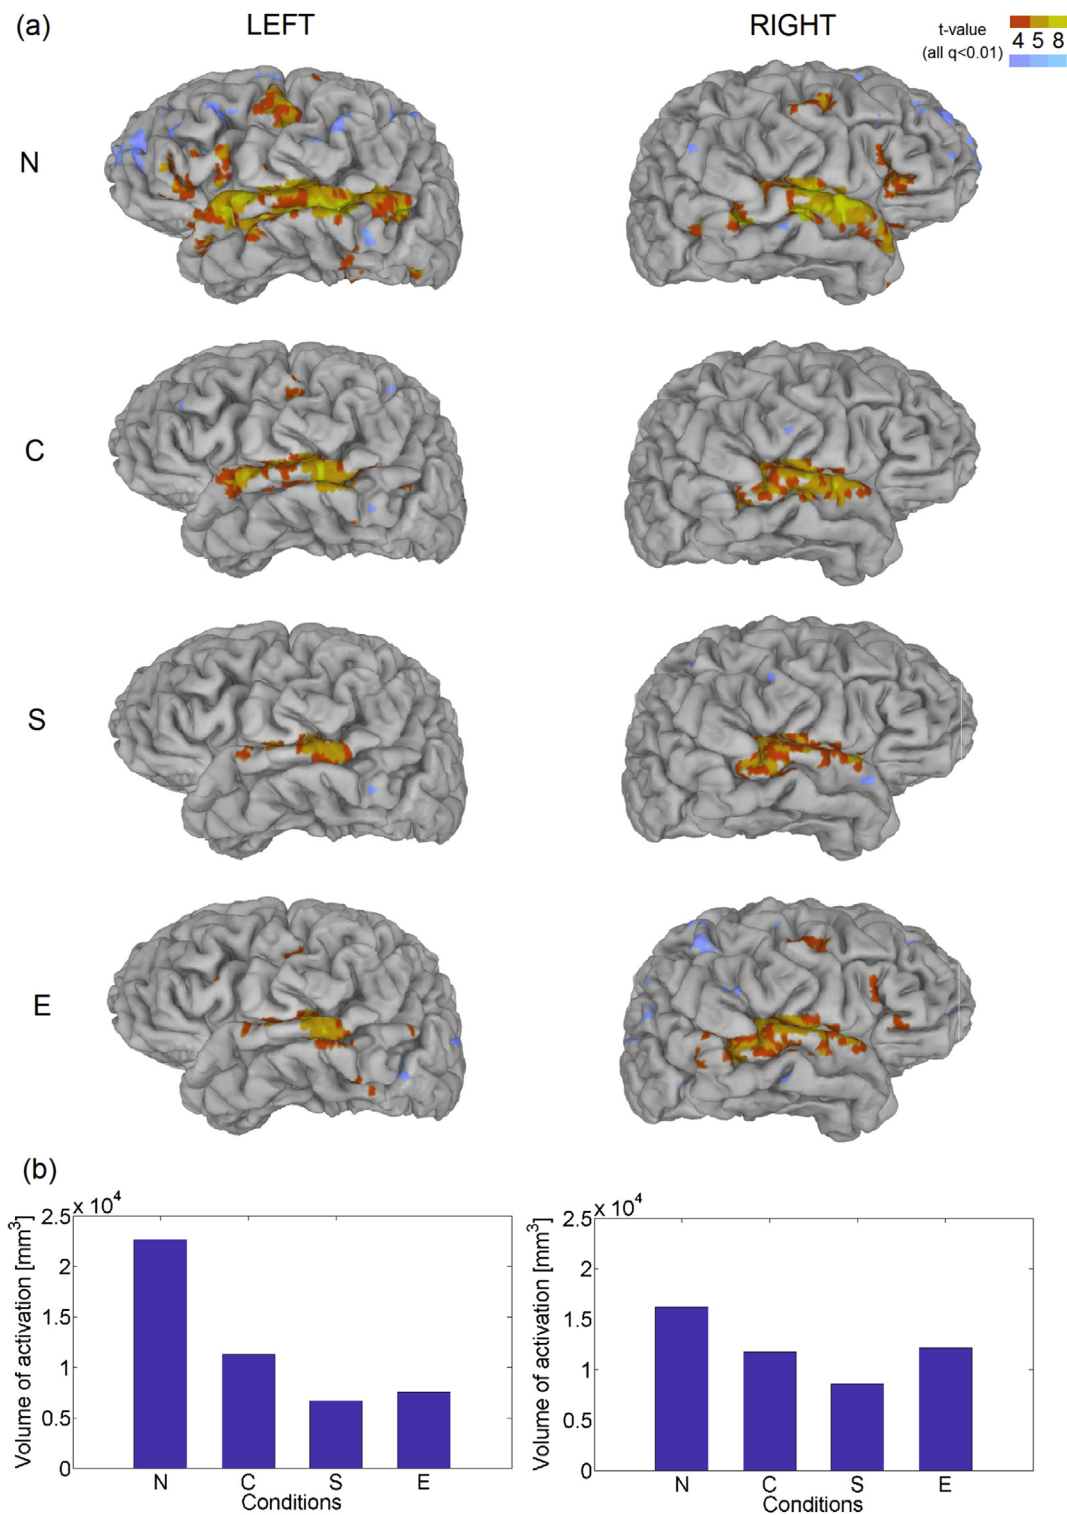 (a)
LEFT
RIGHT
t-value
(all q<0.01)
4 5 8
N
C
S
E
(b)
x 10^4
Volume of activation [mm^3]
2.5
2
1.5
1
0.5
0
N C S E
Conditions
x 10^4
Volume of activation [mm^3]
2.5
2
1.5
1
0.5
0
N C S E
Conditions